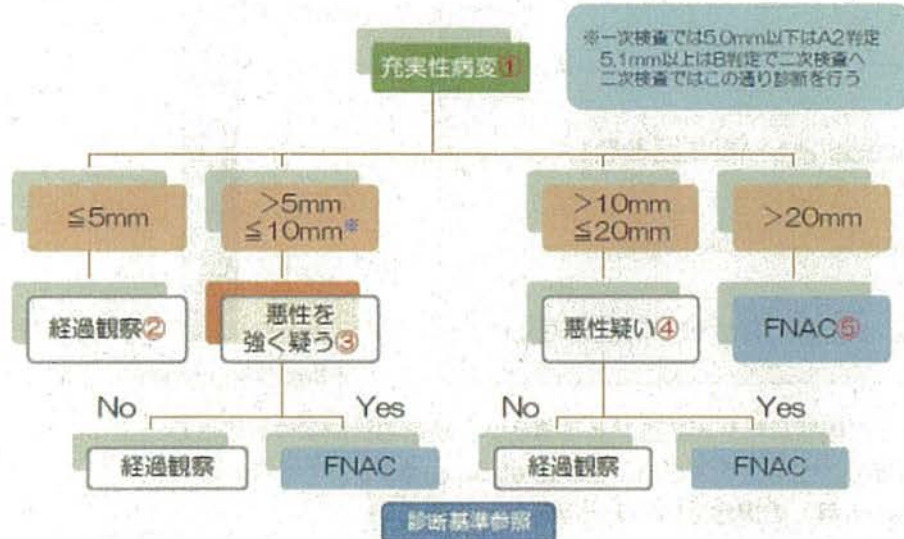 充実性病変①
※一次検査では5.0mm以下はA2判定
5.1mm以上はB判定で二次検査へ
二次検査ではこの通り診断を行う
≦5mm
>5mm
≦10mm※
>10mm
≦20mm
>20mm
経過観察②
悪性を
強く疑う③
悪性疑い④
FNAC⑤
No
Yes
No
Yes
経過観察
FNAC
経過観察
FNAC
診断基準参照